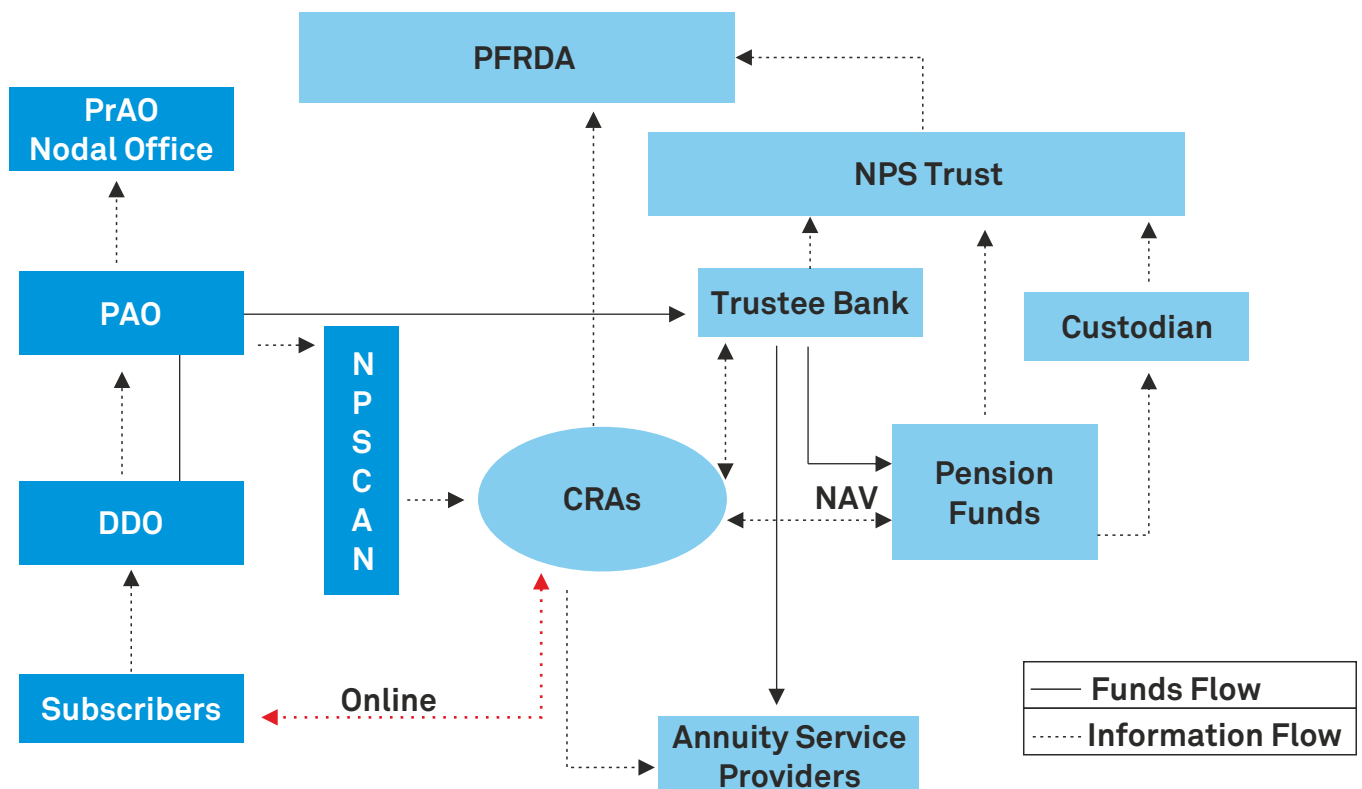 PFRDA
PrAO
Nodal Office
NPS Trust
PAO
Trustee Bank
Custodian
N
P
S
C
A
N
DDO
CRAs
NAV
Pension
Funds
Subscribers
Online
Annuity Service
Providers
Funds Flow
Information Flow